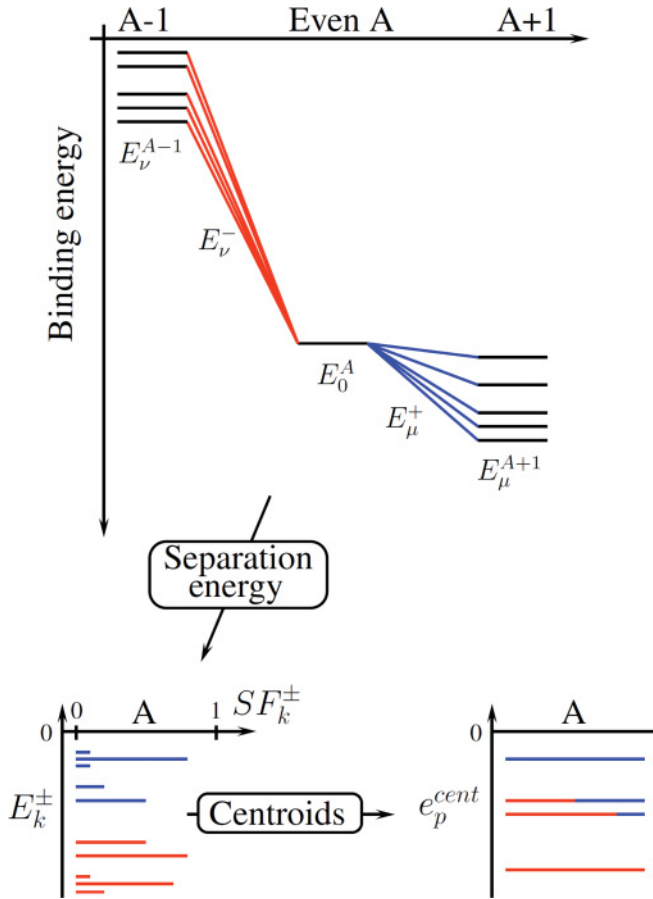 A-1 Even A A+1
Binding energy
E_ν^{A-1}
E_ν^-
E_0^A
E_μ^+
E_μ^{A+1}
Separation
energy
0 A 1 SF_k^±
0
E_k^±
Centroids
A
0
e_p^{cent}